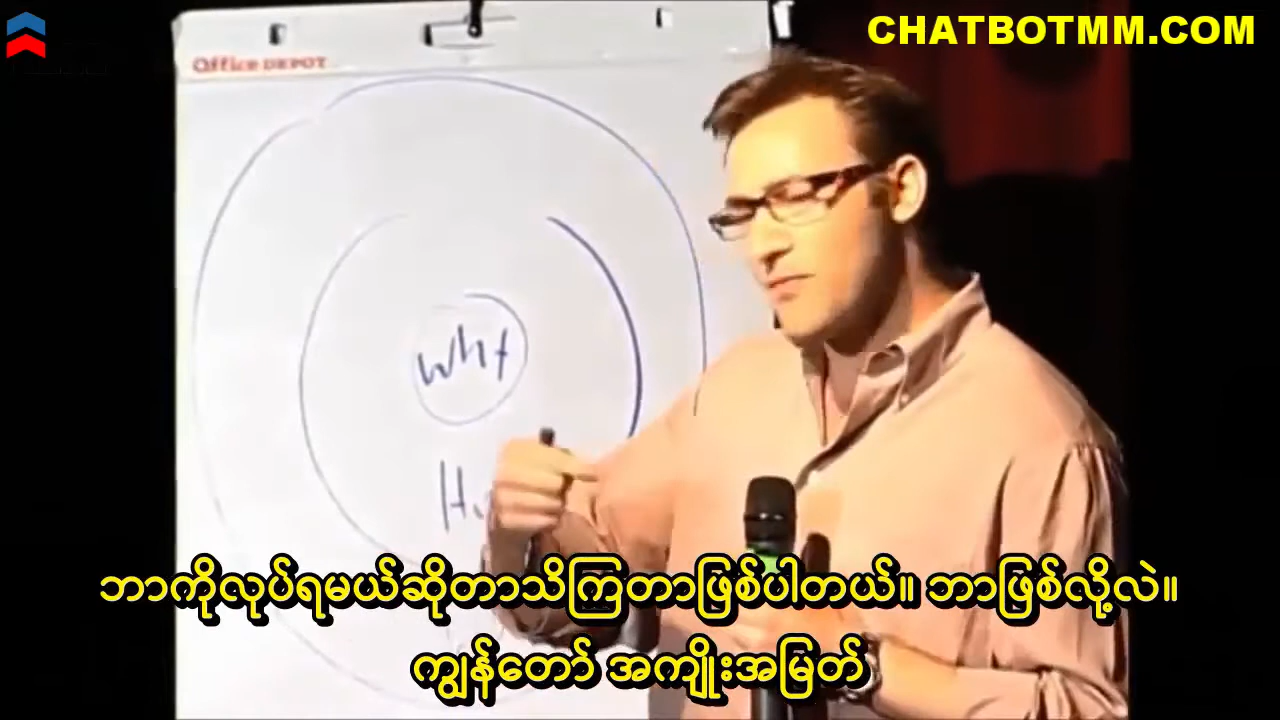 CHATBOTMM.COM
Office DEPOT
Why
ဘာကိုလုပ်ရမယ်ဆိုတာသိကြတာဖြစ်ပါတယ်။ ဘာဖြစ်လို့လဲ။
ကျွန်တော် အကျိုးအမြတ်